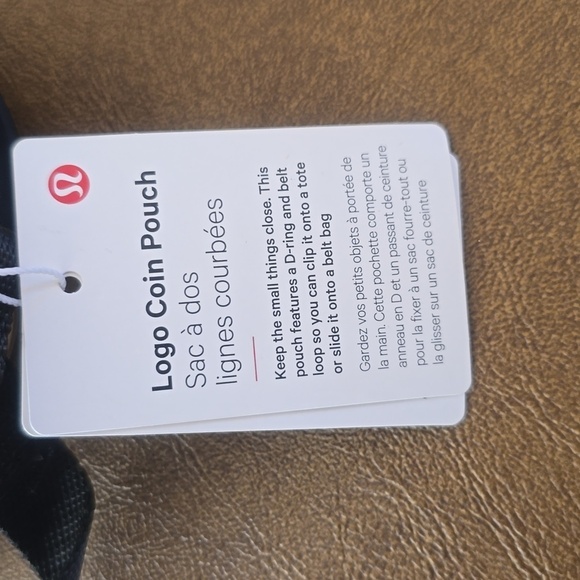 Logo Coin Pouch
Sac à dos
lignes courbées
Keep the small things close. This
pouch features a D-ring and belt
loop so you can clip it onto a tote
or slide it onto a belt bag
Gardez vos petits objets à portée de
la main. Cette pochette comporte un
anneau en D et un passant de ceinture
pour la fixer à un sac fourre-tout ou
la glisser sur un sac de ceinture